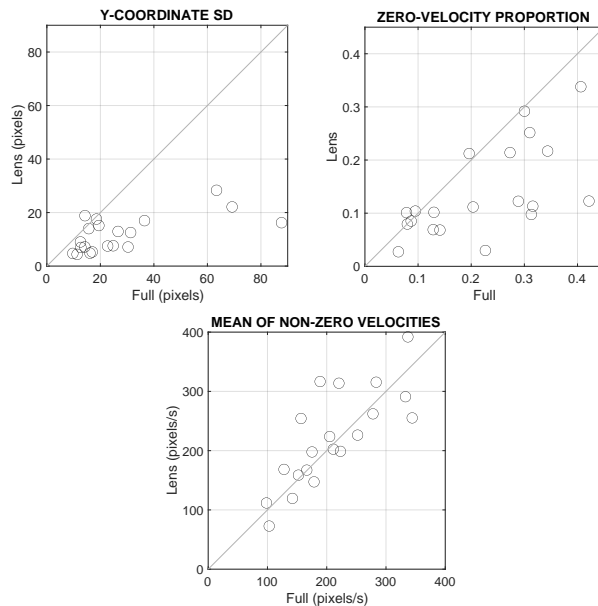 Y-COORDINATE SD
80
60
40
20
0
0 20 40 60 80
Lens (pixels)
Full (pixels)
ZERO-VELOCITY PROPORTION
0.4
0.3
0.2
0.1
0
0 0.1 0.2 0.3 0.4
Lens
Full
MEAN OF NON-ZERO VELOCITIES
400
300
200
100
0
0 100 200 300 400
Lens (pixels/s)
Full (pixels/s)